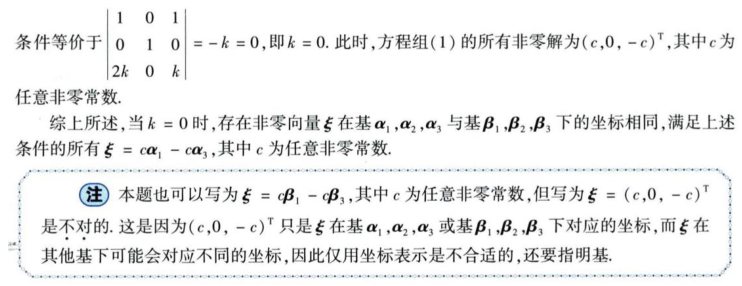 条件等价于 | 1 0 1 ; 0 1 0 ; 2k 0 k | = -k = 0,即k = 0. 此时,方程组(1)的所有非零解为(c,0, -c)ᵀ,其中c为
任意非零常数.
综上所述,当k = 0时,存在非零向量ξ在基α₁,α₂,α₃与基β₁,β₂,β₃下的坐标相同,满足上述
条件的所有ξ = cα₁ - cα₃,其中c为任意非零常数.
注 本题也可以写为ξ = cβ₁ - cβ₃,其中c为任意非零常数,但写为ξ = (c,0, -c)ᵀ
是不对的. 这是因为(c,0, -c)ᵀ只是ξ在基α₁,α₂,α₃或基β₁,β₂,β₃下对应的坐标,而ξ在
其他基下可能会对应不同的坐标,因此仅用坐标表示是不合适的,还要指明基.